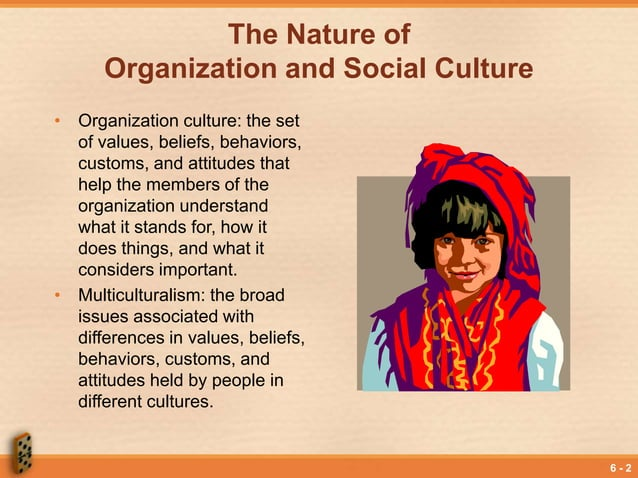 The Nature of
Organization and Social Culture
• Organization culture: the set
of values, beliefs, behaviors,
customs, and attitudes that
help the members of the
organization understand
what it stands for, how it
does things, and what it
considers important.
• Multiculturalism: the broad
issues associated with
differences in values, beliefs,
behaviors, customs, and
attitudes held by people in
different cultures.
6 - 2